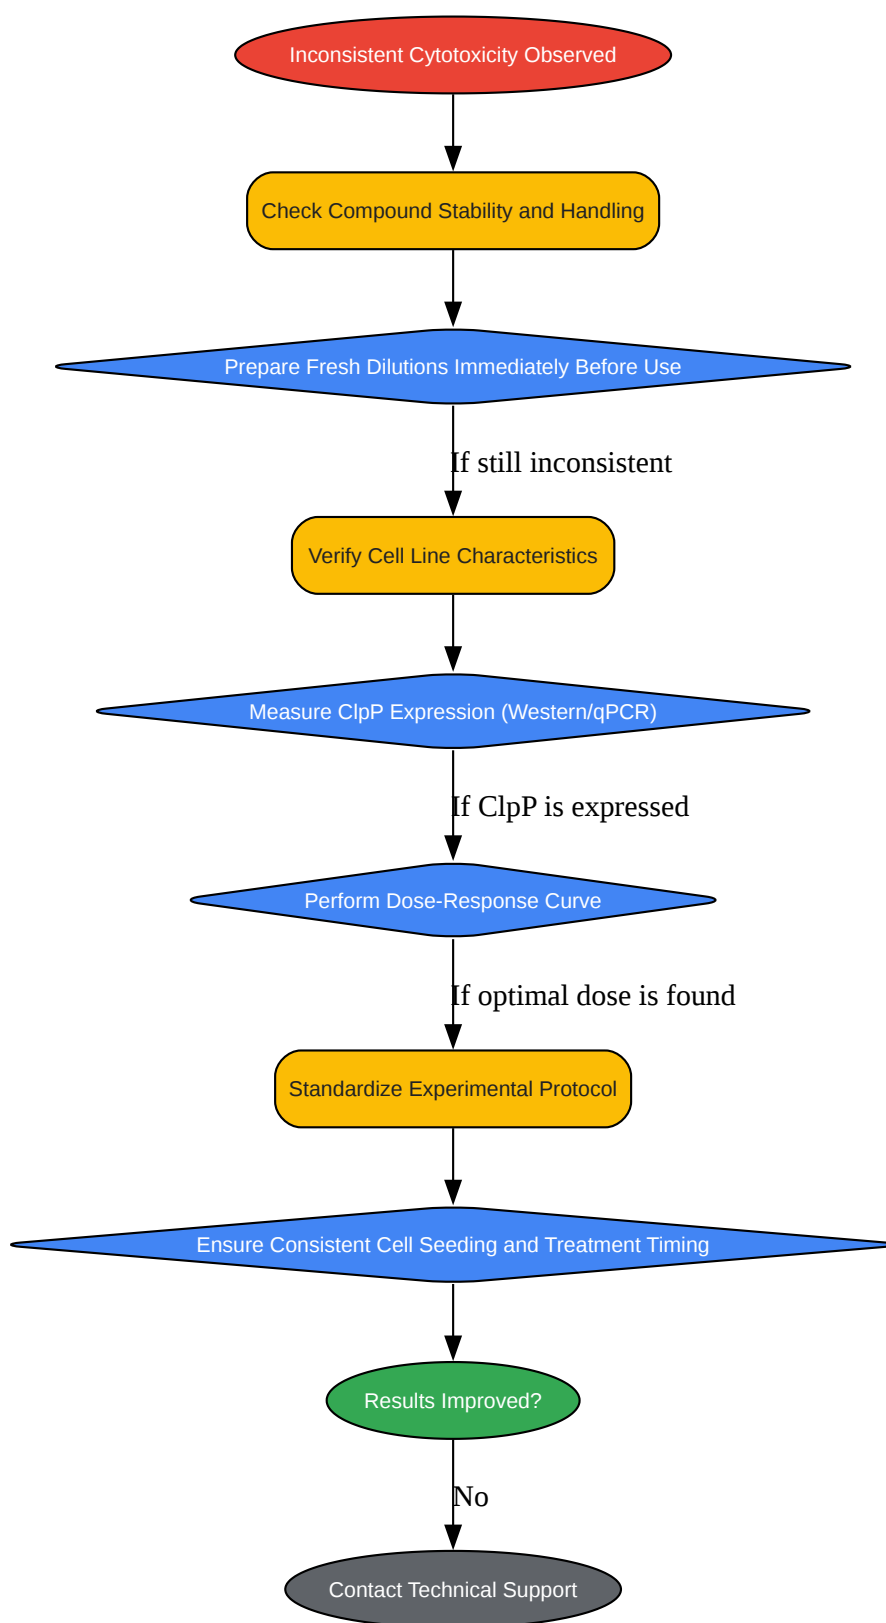 Inconsistent Cytotoxicity Observed
Check Compound Stability and Handling
Prepare Fresh Dilutions Immediately Before Use
If still inconsistent
Verify Cell Line Characteristics
Measure ClpP Expression (Western/qPCR)
If ClpP is expressed
Perform Dose-Response Curve
If optimal dose is found
Standardize Experimental Protocol
Ensure Consistent Cell Seeding and Treatment Timing
Results Improved?
No
Contact Technical Support